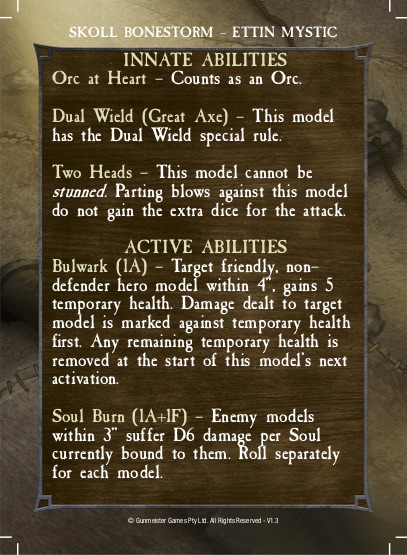 SKOLL BONESTORM – ETTIN MYSTIC
INNATE ABILITIES
Orc at Heart – Counts as an Orc.
Dual Wield (Great Axe) – This model
has the Dual Wield special rule.
Two Heads – This model cannot be
stunned. Parting blows against this model
do not gain the extra dice for the attack.
ACTIVE ABILITIES
Bulwark (1A) – Target friendly, non–
defender hero model within 4", gains 5
temporary health. Damage dealt to target
model is marked against temporary health
first. Any remaining temporary health is
removed at the start of this model's next
activation.
Soul Burn (1A+1F) – Enemy models
within 3" suffer D6 damage per Soul
currently bound to them. Roll separately
for each model.
© Gunmeister Games Pty Ltd. All Rights Reserved - V1.3